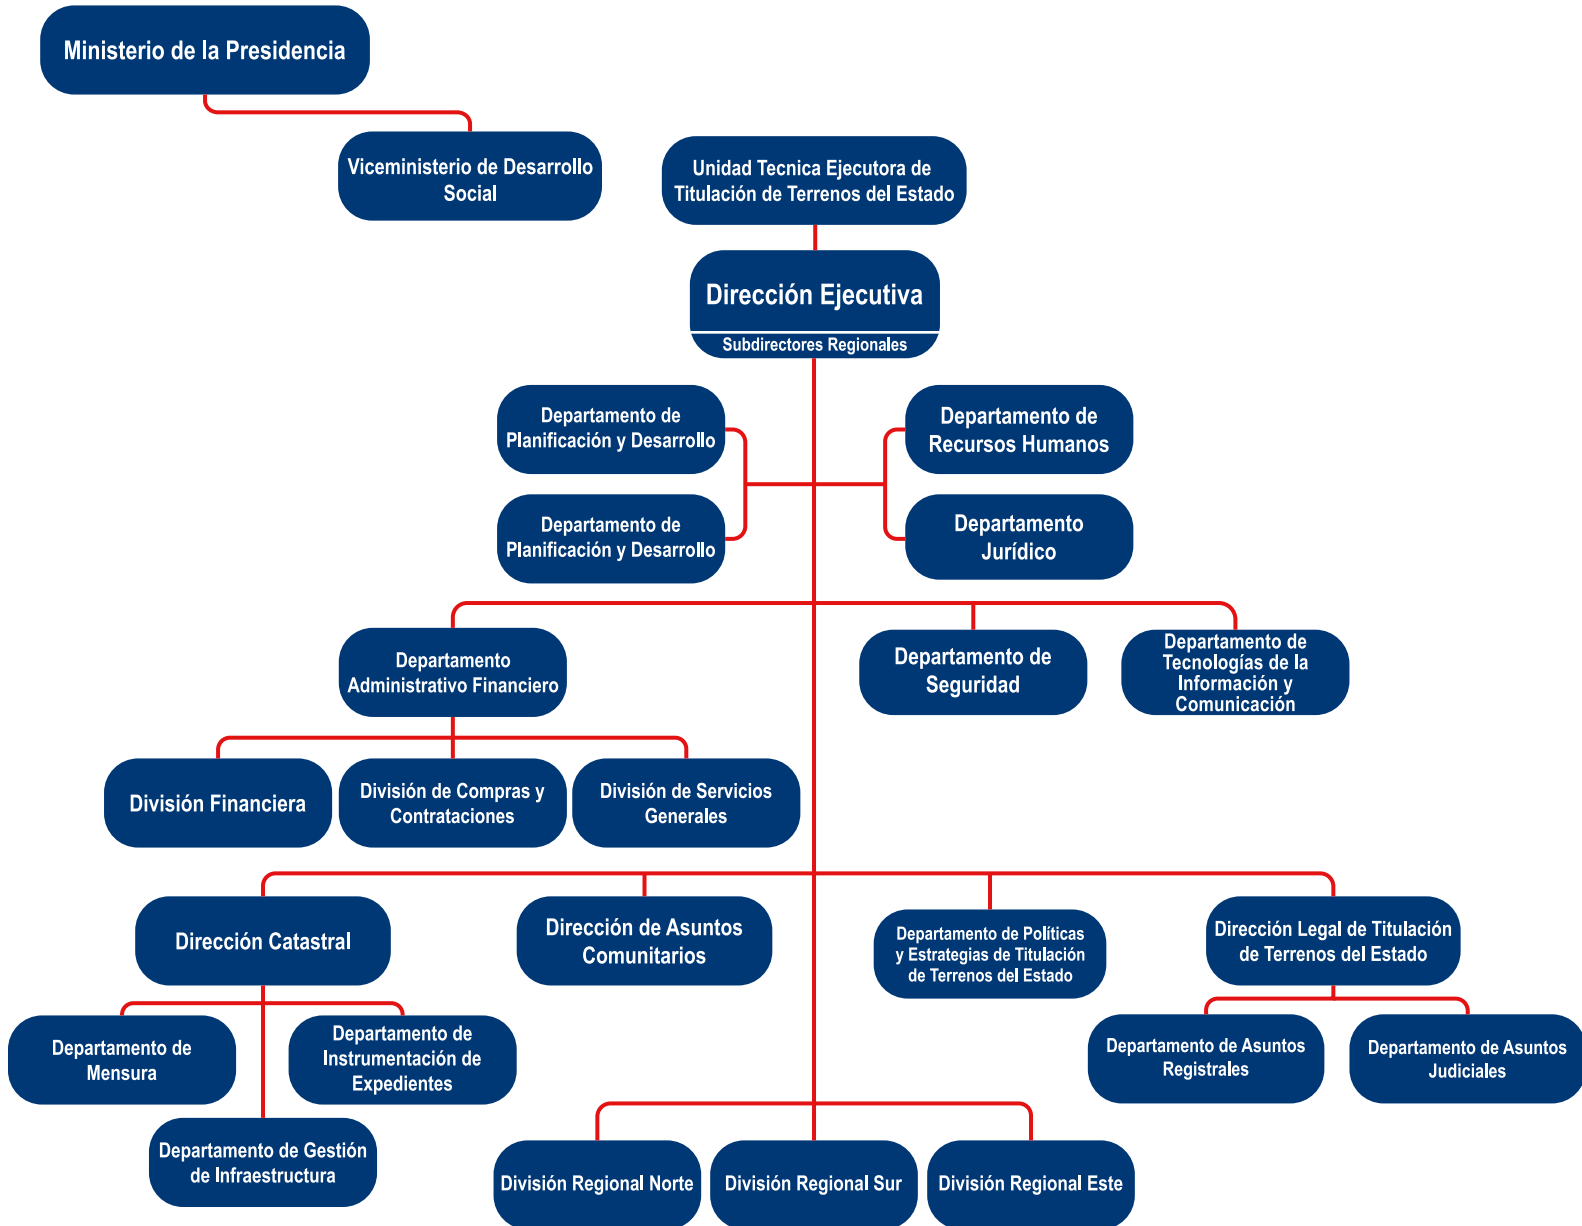 Ministerio de la Presidencia
Viceministerio de Desarrollo
Social
Unidad Tecnica Ejecutora de
Titulación de Terrenos del Estado
Dirección Ejecutiva
Subdirectores Regionales
Departamento de
Planificación y Desarrollo
Departamento de
Recursos Humanos
Departamento de
Planificación y Desarrollo
Departamento
Jurídico
Departamento
Administrativo Financiero
Departamento de
Seguridad
Departamento de
Tecnologías de la
Información y
Comunicación
División Financiera
División de Compras y
Contrataciones
División de Servicios
Generales
Dirección Catastral
Dirección de Asuntos
Comunitarios
Departamento de Políticas
y Estrategias de Titulación
de Terrenos del Estado
Dirección Legal de Titulación
de Terrenos del Estado
Departamento de
Mensura
Departamento de
Instrumentación de
Expedientes
Departamento de Asuntos
Registrales
Departamento de Asuntos
Judiciales
Departamento de Gestión
de Infraestructura
División Regional Norte
División Regional Sur
División Regional Este